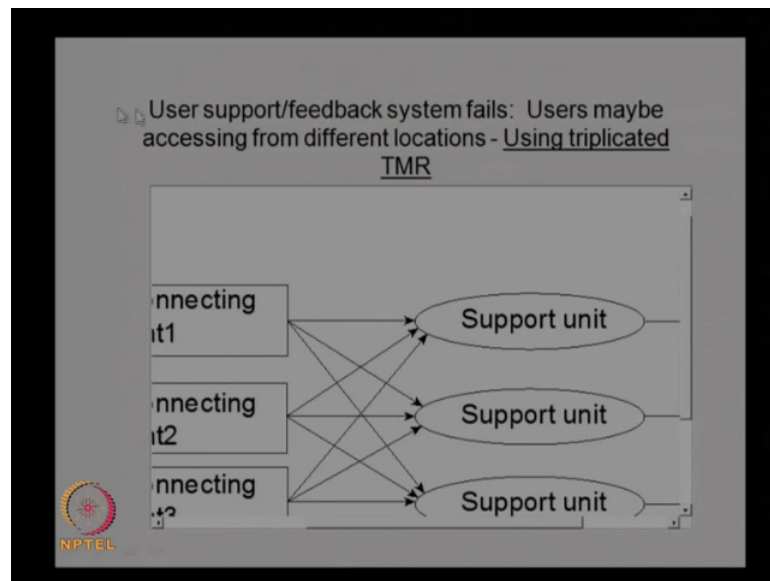 User support/feedback system fails: Users maybe
accessing from different locations - Using triplicated
TMR
nnecting
nt1
Support unit
nnecting
nt2
Support unit
nnecting
Support unit
NPTEL